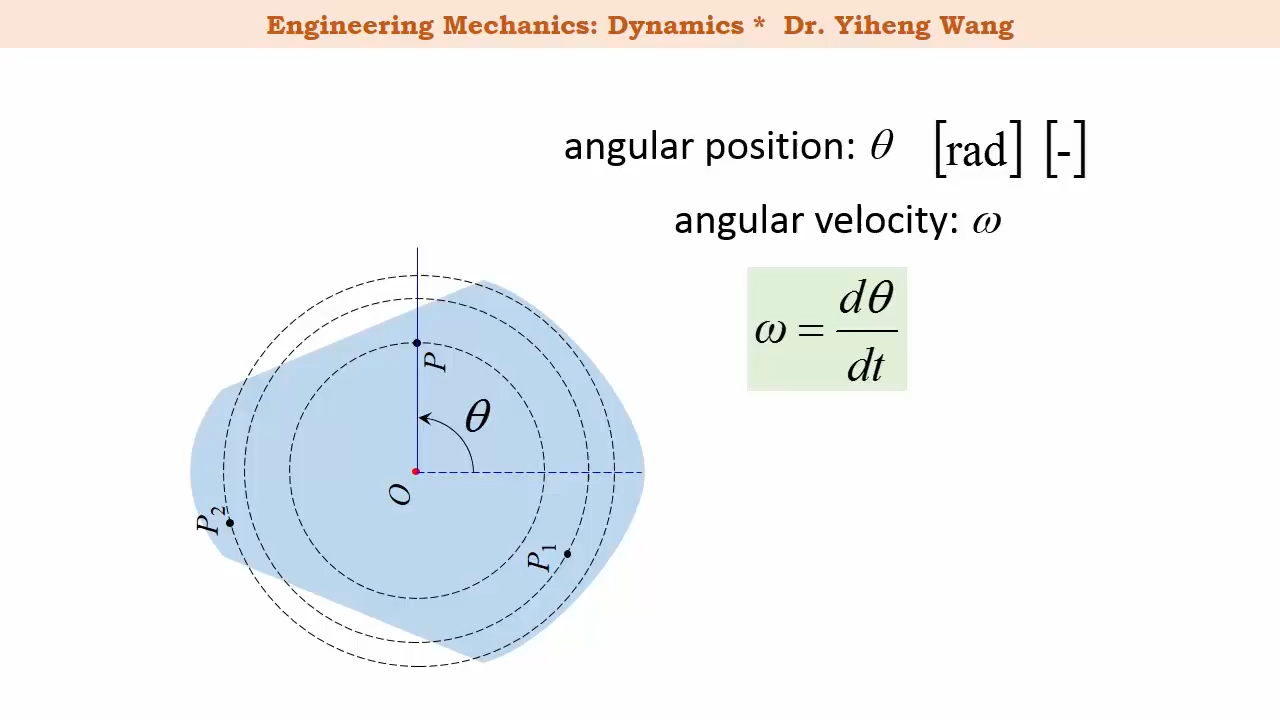 Engineering Mechanics: Dynamics * Dr. Yiheng Wang
angular position: θ [rad] [-]
angular velocity: ω
ω = dθ/dt
P
θ
O
P₂
P₁